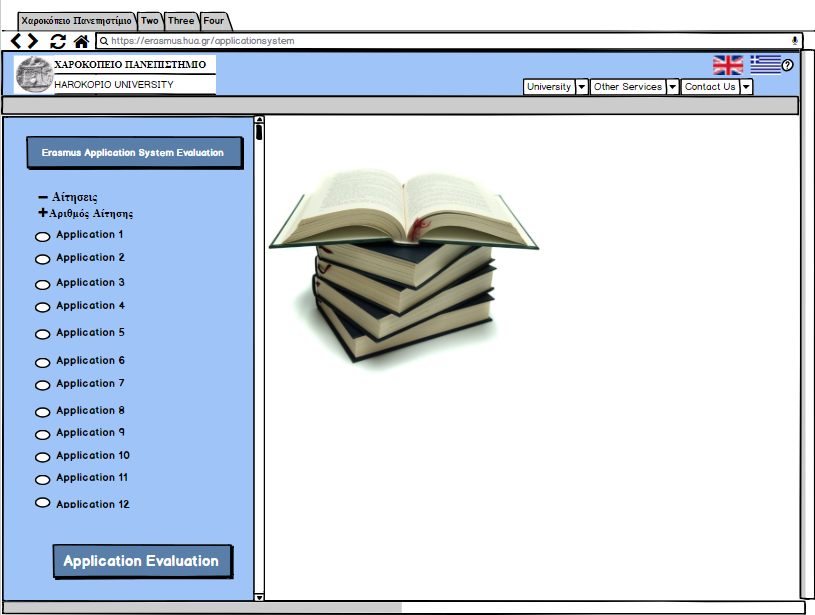 Χαροκόπειο Πανεπιστήμιο Two Three Four
https://erasmus.hua.gr/applicationsystem
ΧΑΡΟΚΟΠΕΙΟ ΠΑΝΕΠΙΣΤΗΜΙΟ
HAROKOPIO UNIVERSITY
University Other Services Contact Us
Erasmus Application System Evaluation
Αίτησεις
Αριθμός Αίτησης
Application 1
Application 2
Application 3
Application 4
Application 5
Application 6
Application 7
Application 8
Application 9
Application 10
Application 11
Application 12
Application Evaluation